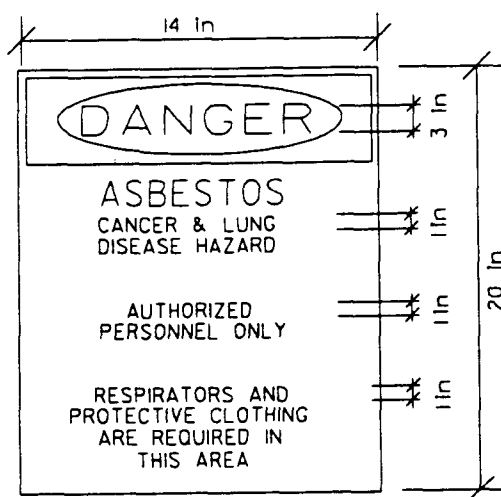 14 in
DANGER
3 in
ASBESTOS
CANCER & LUNG
DISEASE HAZARD
1 in
20 in
AUTHORIZED
PERSONNEL ONLY
1 in
RESPIRATORS AND
PROTECTIVE CLOTHING
ARE REQUIRED IN
THIS AREA
1 in